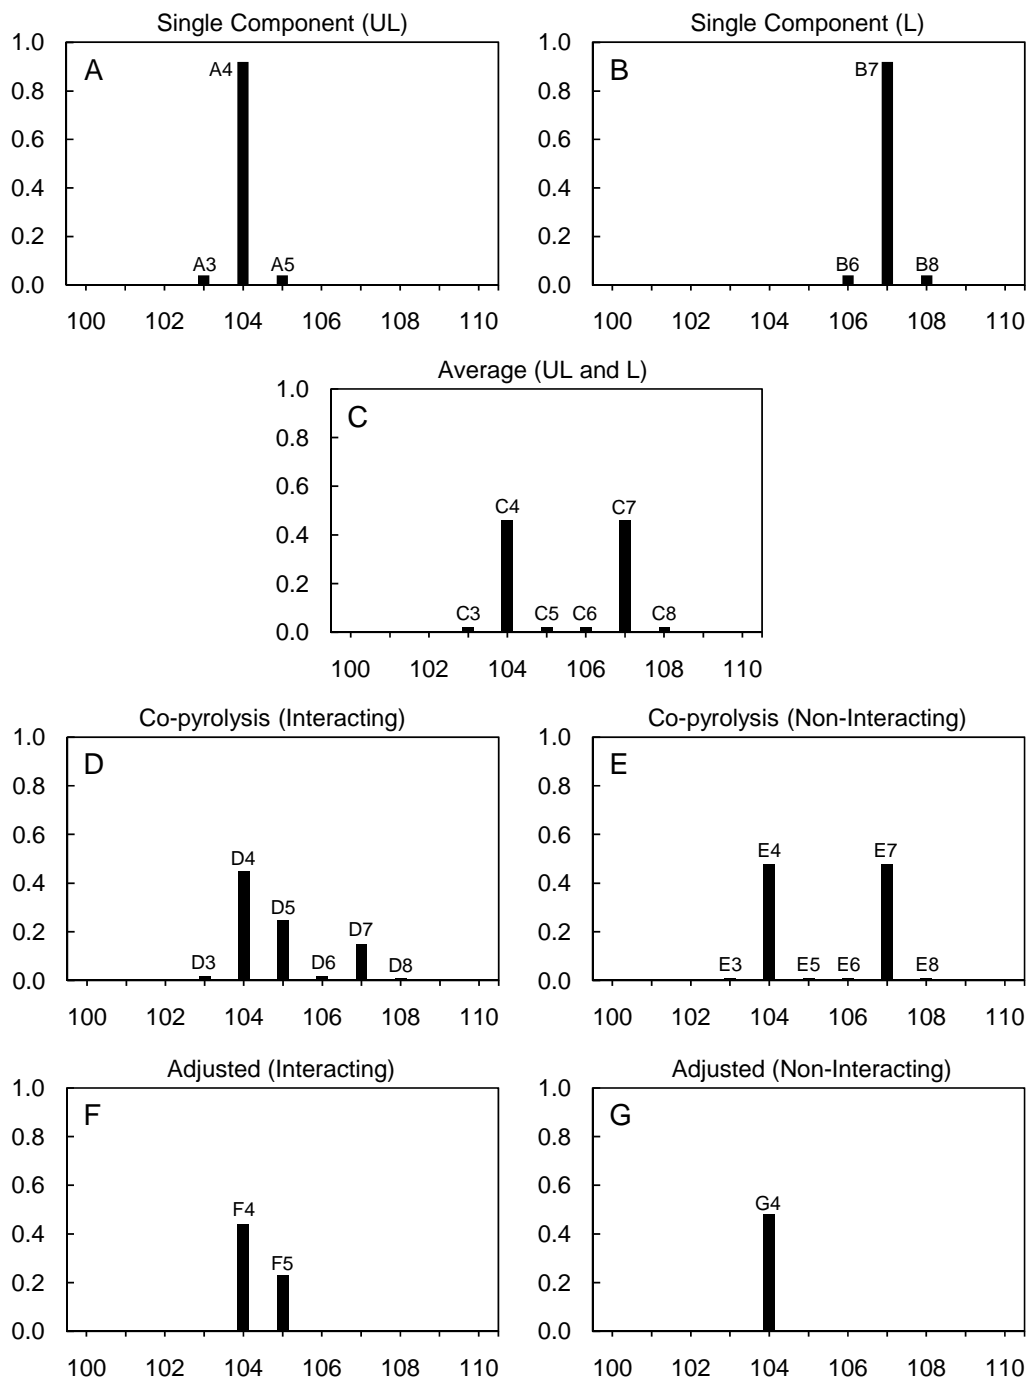 Single Component (UL)
Single Component (L)
1.0
A
A4
0.8
0.6
0.4
0.2
A3
A5
0.0
100
102
104
106
108
110
1.0
B
B7
0.8
0.6
0.4
0.2
B6
B8
0.0
100
102
104
106
108
110
Average (UL and L)
1.0
C
0.8
0.6
C4
C7
0.4
0.2
C3
C5
C6
C8
0.0
100
102
104
106
108
110
Co-pyrolysis (Interacting)
Co-pyrolysis (Non-Interacting)
1.0
D
0.8
0.6
D4
0.4
D5
0.2
D7
D3
D6
D8
0.0
100
102
104
106
108
110
1.0
E
0.8
0.6
E4
E7
0.4
0.2
E3
E5
E6
E8
0.0
100
102
104
106
108
110
Adjusted (Interacting)
Adjusted (Non-Interacting)
1.0
F
0.8
0.6
F4
0.4
F5
0.2
0.0
100
102
104
106
108
110
1.0
G
0.8
0.6
G4
0.4
0.2
0.0
100
102
104
106
108
110